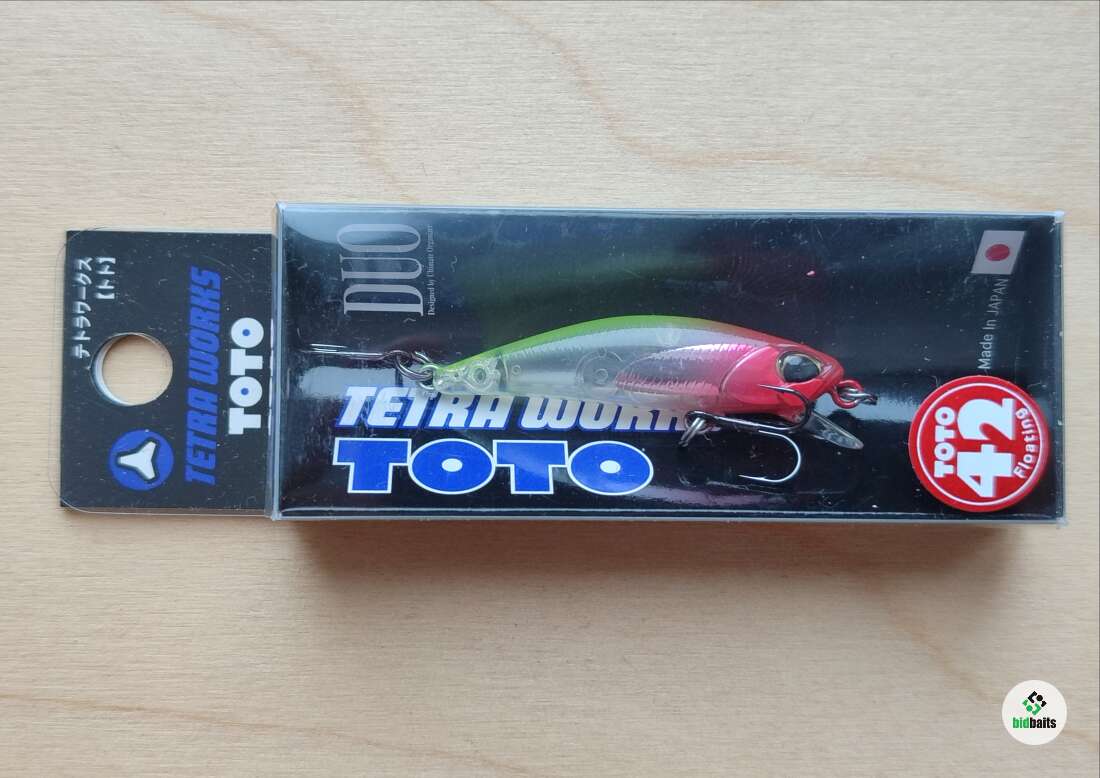 テトラワークス
【トト】
TETRA WORKS
TOTO
DUO
Designed by Ultimate Organizer
TETRA WORKS
TOTO
Made In JAPAN
TOTO
42
Floating
bidbaits